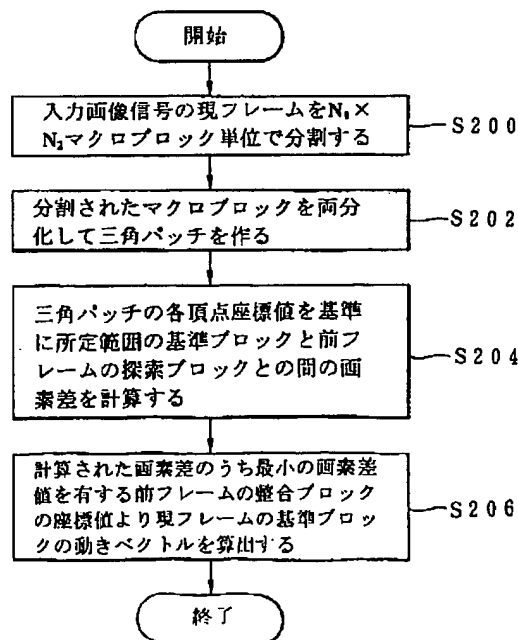 開始
入力画像信号の現フレームをN₁×
N₂マクロブロック単位で分割する
S200
分割されたマクロブロックを両分
化して三角パッチを作る
S202
三角パッチの各頂点座標値を基準
に所定範囲の基準ブロックと前フ
レームの探索ブロックとの間の画
素差を計算する
S204
計算された画素差のうち最小の画素差
値を有する前フレームの整合ブロック
の座標値より現フレームの基準ブロッ
クの動きベクトルを算出する
S206
終了